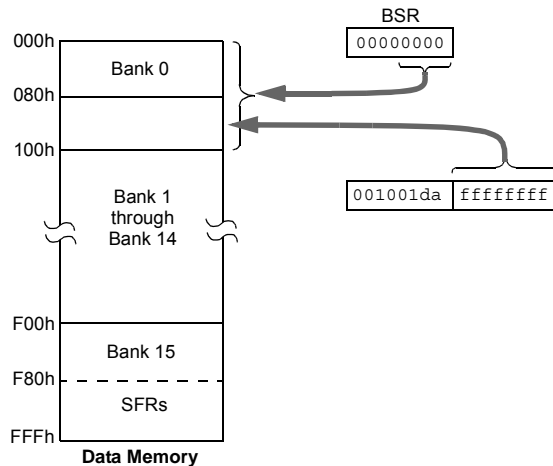 BSR
00000000
000h
Bank 0
080h
100h
001001da ffffffff
Bank 1
through
Bank 14
F00h
Bank 15
F80h
SFRs
FFFh
Data Memory